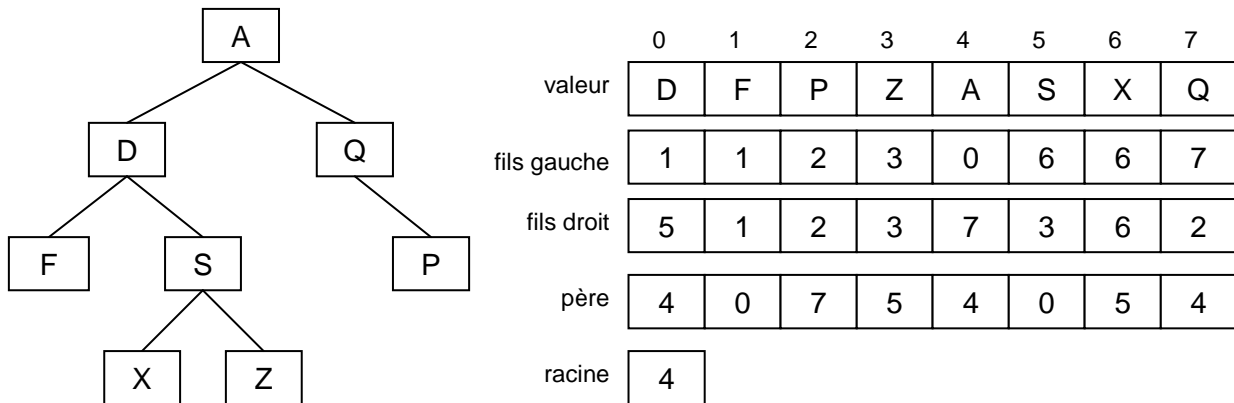 A
D Q
F S P
X Z
0 1 2 3 4 5 6 7
valeur D F P Z A S X Q
fils gauche 1 1 2 3 0 6 6 7
fils droit 5 1 2 3 7 3 6 2
père 4 0 7 5 4 0 5 4
racine 4